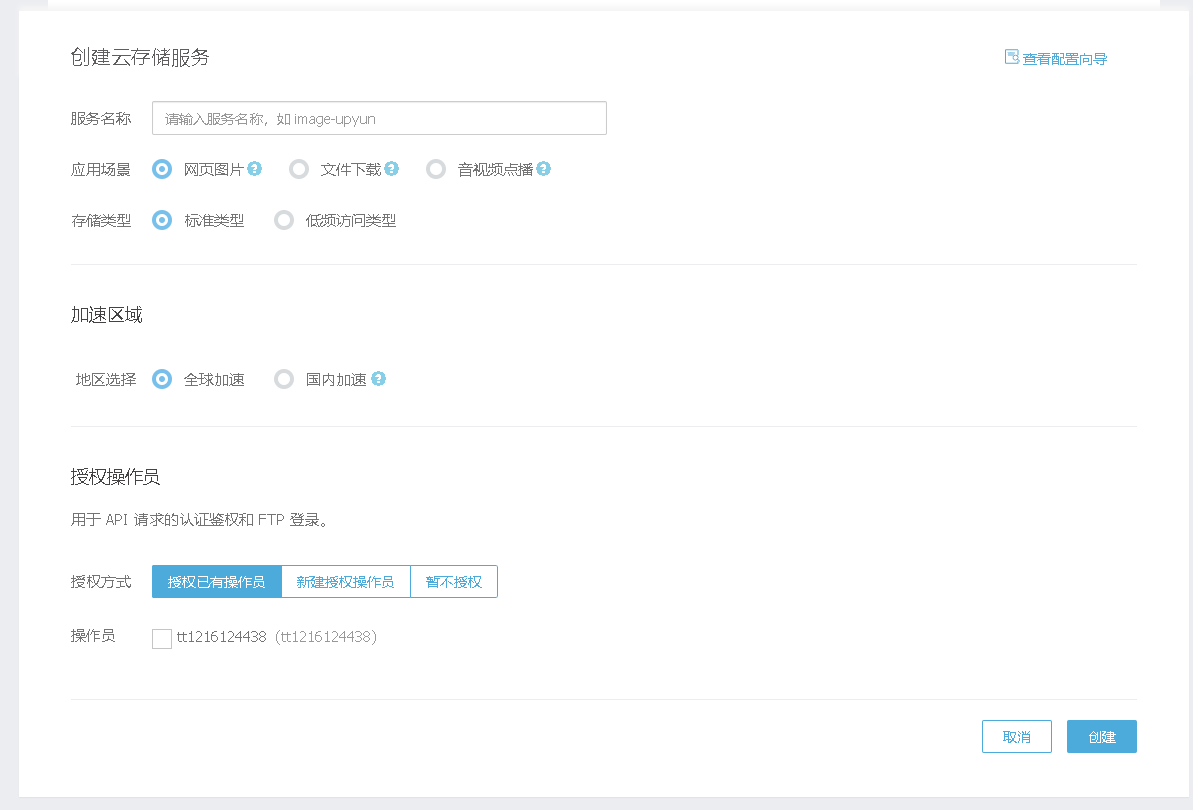 创建云存储服务 查看配置向导
服务名称 请输入服务名称，如 image-upyun
应用场景 网页图片 ? 文件下载 ? 音视频点播 ?
存储类型 标准类型 低频访问类型
加速区域
地区选择 全球加速 国内加速 ?
授权操作员
用于 API 请求的认证鉴权和 FTP 登录。
授权方式 授权已有操作员 新建授权操作员 暂不授权
操作员 tt1216124438 (tt1216124438)
取消 创建